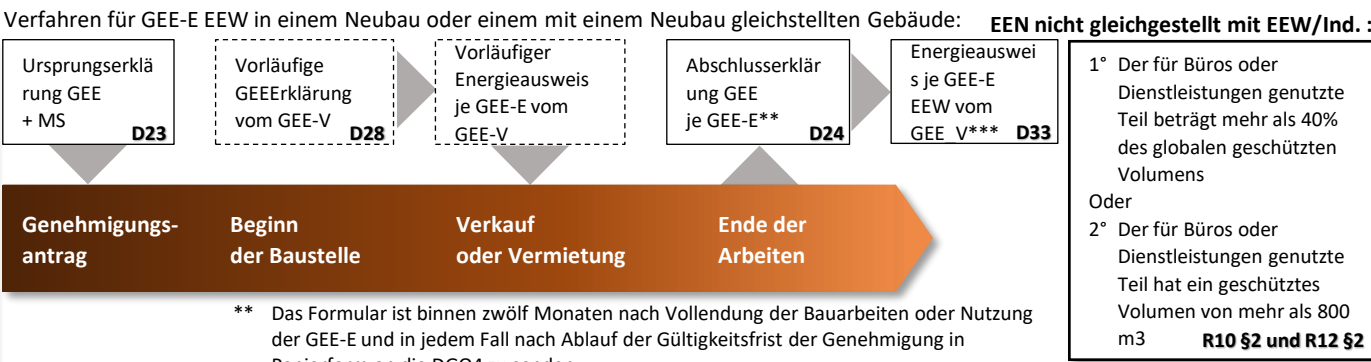 Verfahren für GEE-E EEW in einem Neubau oder einem mit einem Neubau gleichstellten Gebäude:
EEN nicht gleichgestellt mit EEW/Ind. :
Ursprungserklä
rung GEE
+ MS
D23
Vorläufige
GEEErklärung
vom GEE-V
D28
Vorläufiger
Energieausweis
je GEE-E vom
GEE-V
Abschlusserklär
ung GEE
je GEE-E**
D24
Energieauswei
s je GEE-E
EEW vom
GEE_V*** D33
Genehmigungs-
antrag
Beginn
der Baustelle
Verkauf
oder Vermietung
Ende der
Arbeiten
1° Der für Büros oder
Dienstleistungen genutzte
Teil beträgt mehr als 40%
des globalen geschützten
Volumens
Oder
2° Der für Büros oder
Dienstleistungen genutzte
Teil hat ein geschütztes
Volumen von mehr als 800
m3 R10 §2 und R12 §2
** Das Formular ist binnen zwölf Monaten nach Vollendung der Bauarbeiten oder Nutzung
der GEE-E und in jedem Fall nach Ablauf der Gültigkeitsfrist der Genehmigung in